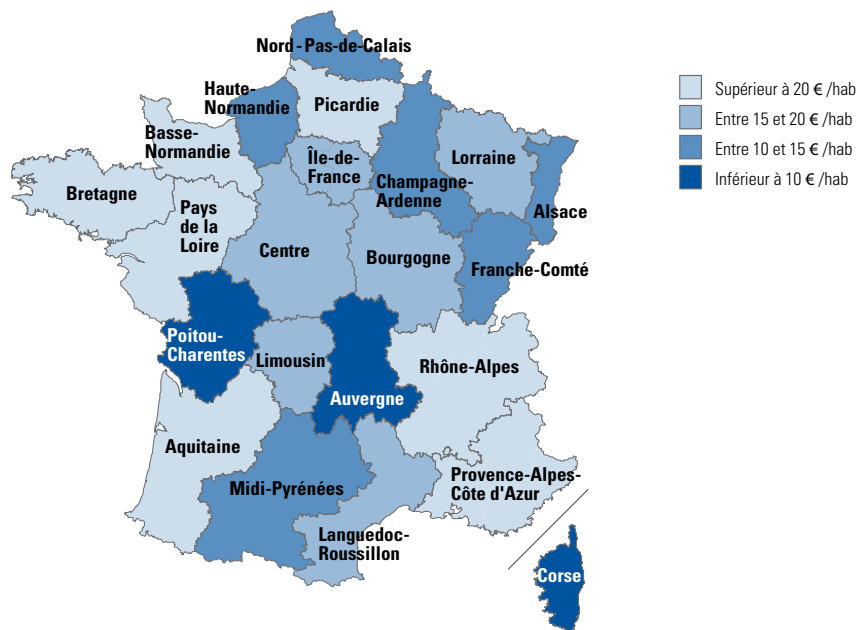 Nord-Pas-de-Calais
Haute-
Normandie
Picardie
Basse-
Normandie
Île-de-
France
Lorraine
Champagne-
Ardenne
Alsace
Bretagne
Pays
de la
Loire
Centre
Bourgogne
Franche-Comté
Poitou-
Charentes
Limousin
Auvergne
Rhône-Alpes
Aquitaine
Midi-Pyrénées
Provence-Alpes-
Côte d'Azur
Languedoc-
Roussillon
Corse
Supérieur à 20 € /hab
Entre 15 et 20 € /hab
Entre 10 et 15 € /hab
Inférieur à 10 € /hab